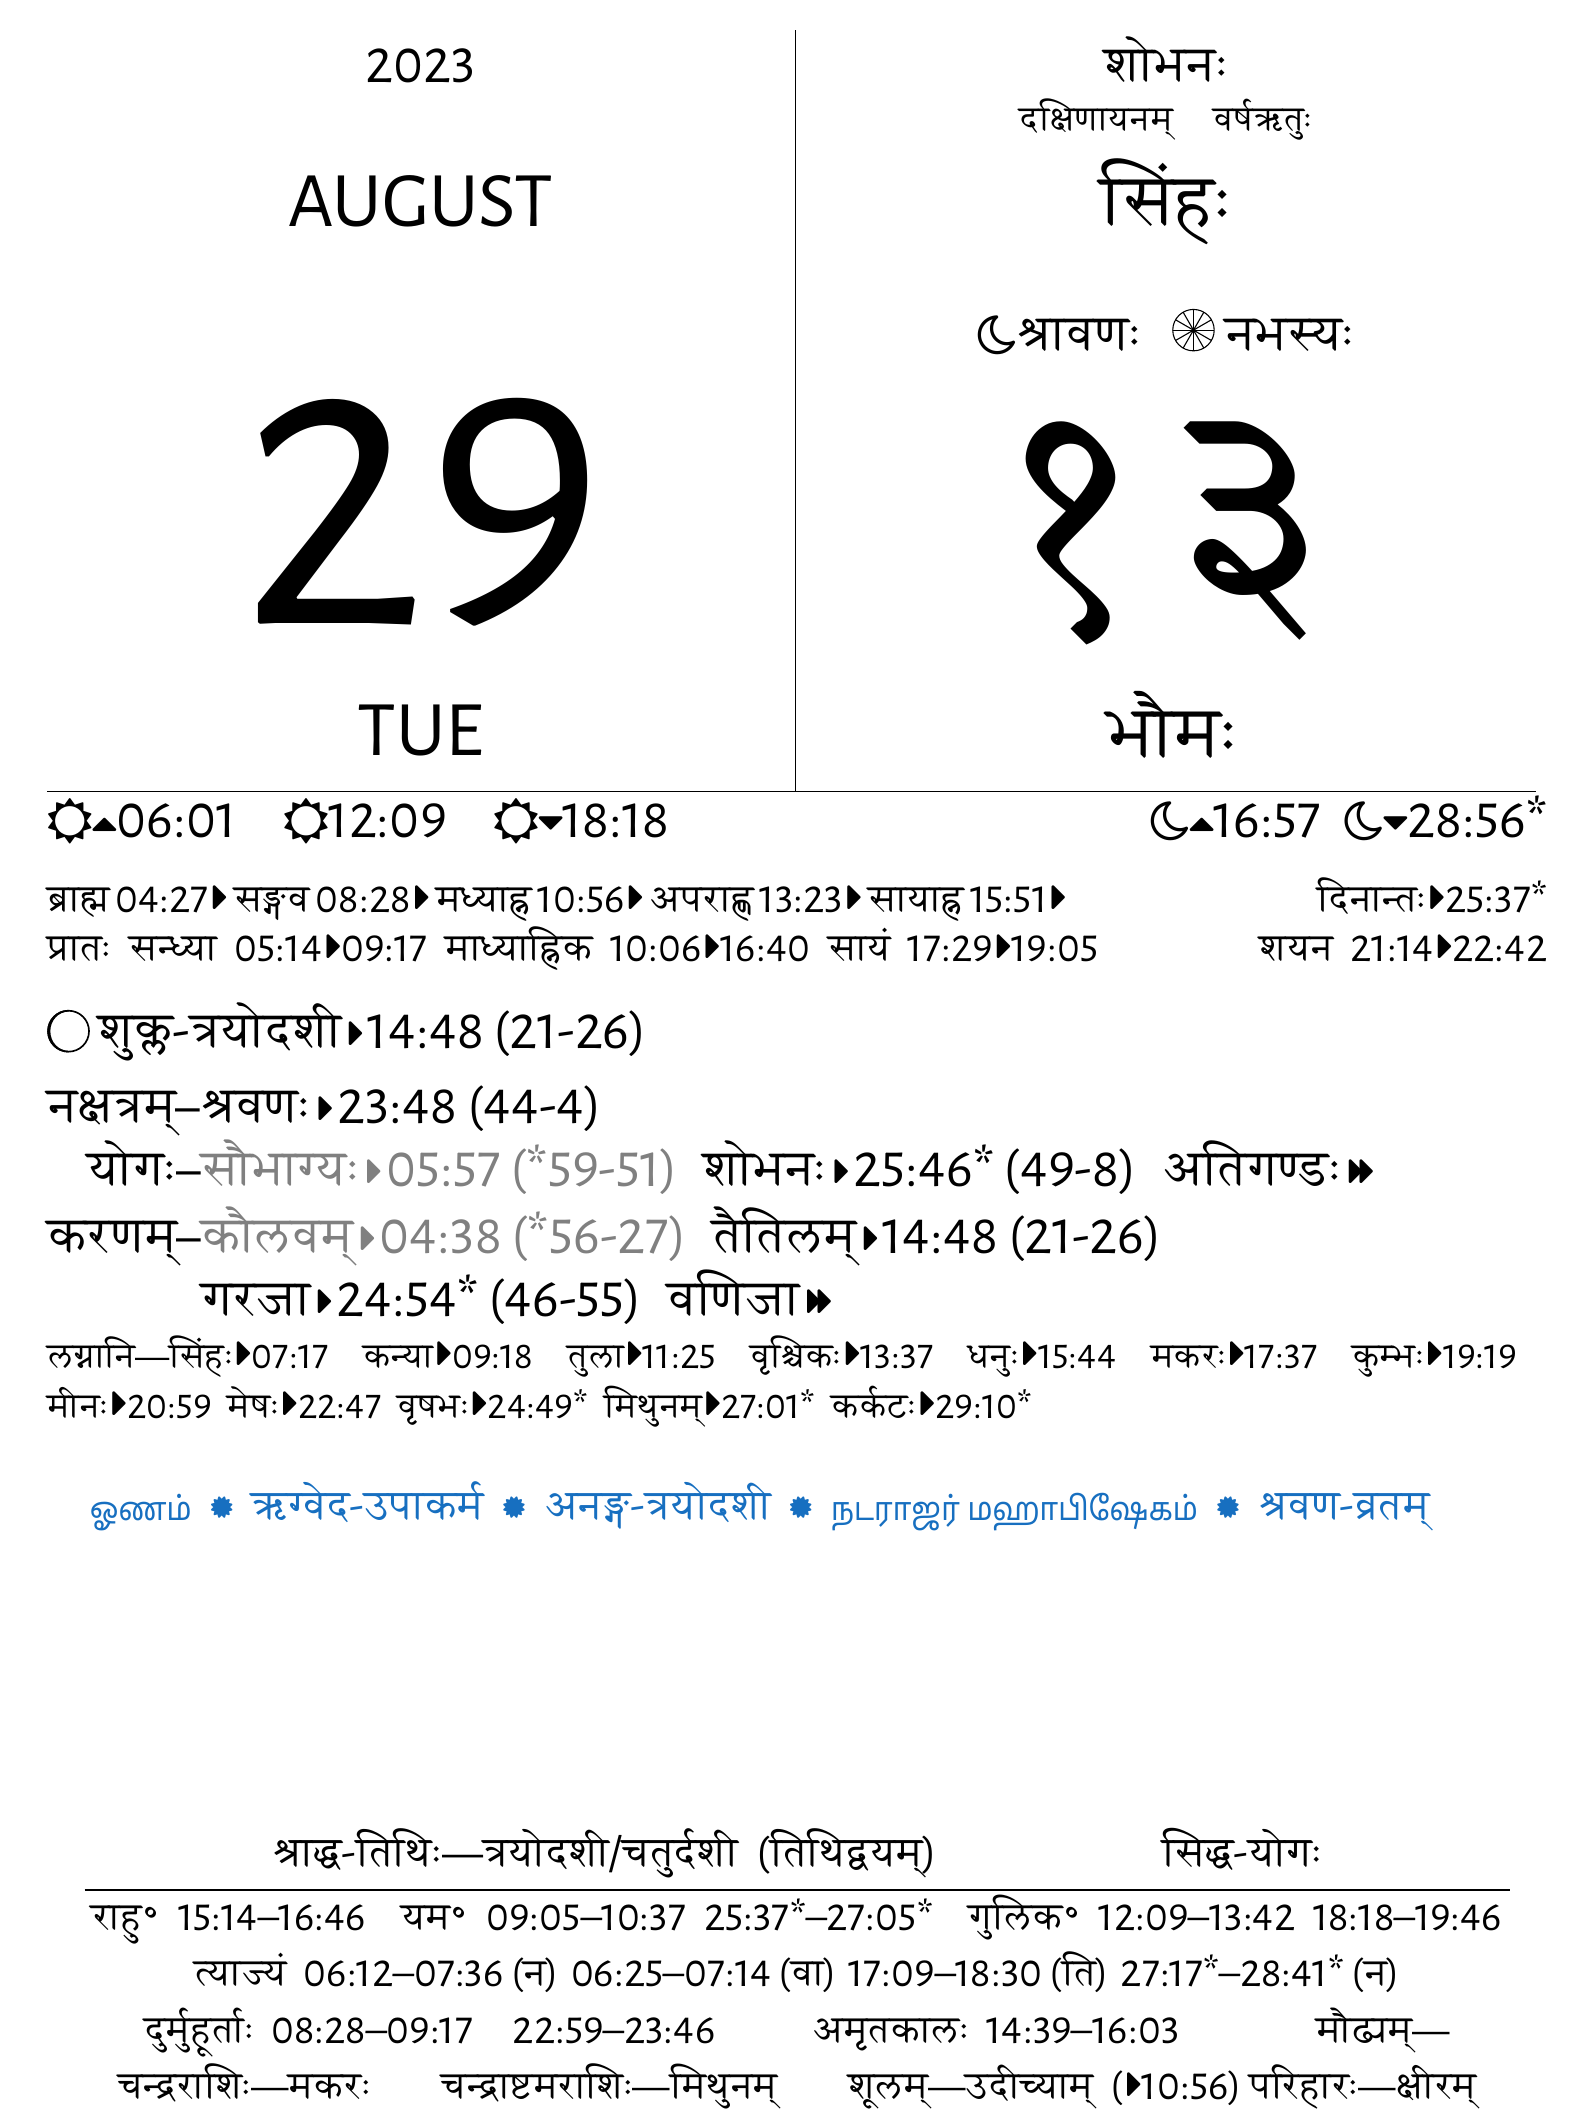 2023
AUGUST
29
TUE
शोभनः
दक्षिणायनम् वर्षऋतुः
सिंहः
श्रावणः नभस्यः
१३
भौमः
06:01 12:09 18:18 16:57 28:56*
ब्राह्म 04:27 सङ्गव 08:28 मध्याह्न 10:56 अपराह्ण 13:23 सायाह्न 15:51 दिनान्तः 25:37*
प्रातः सन्ध्या 05:14 09:17 माध्याह्निक 10:06 16:40 सायं 17:29 19:05 शयन 21:14 22:42
शुक्ल-त्रयोदशी 14:48 (21-26)
नक्षत्रम्–श्रवणः 23:48 (44-4)
योगः–सौभाग्यः 05:57 (*59-51) शोभनः 25:46* (49-8) अतिगण्डः
करणम्–कौलवम् 04:38 (*56-27) तैतिलम् 14:48 (21-26)
गरजा 24:54* (46-55) वणिजा
लग्नानि—सिंहः 07:17 कन्या 09:18 तुला 11:25 वृश्चिकः 13:37 धनुः 15:44 मकरः 17:37 कुम्भः 19:19
मीनः 20:59 मेषः 22:47 वृषभः 24:49* मिथुनम् 27:01* कर्कटः 29:10*
ஓணம் ✹ ऋग्वेद-उपाकर्म ✹ अनङ्ग-त्रयोदशी ✹ நடராஜர் மஹாபிஷேகம் ✹ श्रवण-व्रतम्
श्राद्ध-तिथिः—त्रयोदशी/चतुर्दशी (तिथिद्वयम्) सिद्ध-योगः
राहु॰ 15:14–16:46 यम॰ 09:05–10:37 25:37*–27:05* गुलिक॰ 12:09–13:42 18:18–19:46
त्याज्यं 06:12–07:36 (न) 06:25–07:14 (वा) 17:09–18:30 (ति) 27:17*–28:41* (न)
दुर्मुहूर्ताः 08:28–09:17 22:59–23:46 अमृतकालः 14:39–16:03 मौढ्यम्—
चन्द्रराशिः—मकरः चन्द्राष्टमराशिः—मिथुनम् शूलम्—उदीच्याम् (10:56) परिहारः—क्षीरम्